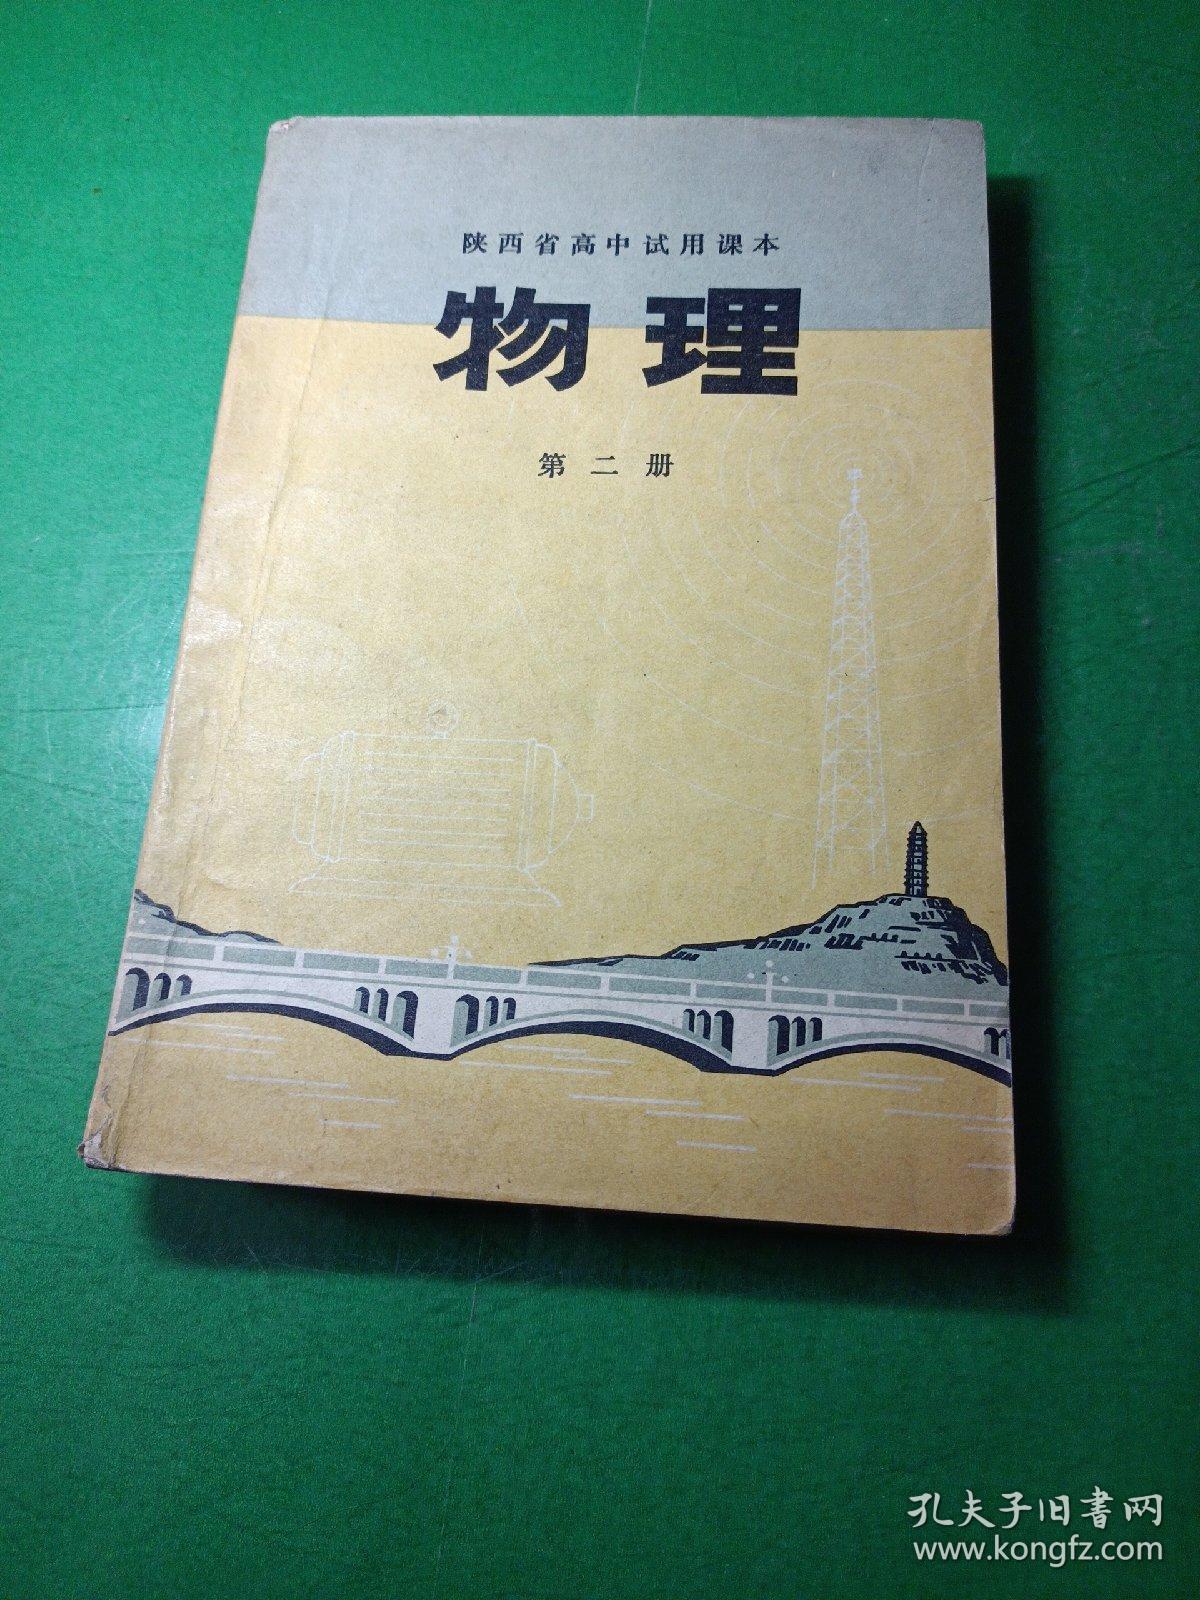 陕西省高中试用课本
物理
第二册
孔夫子旧书网
www.kongfz.com